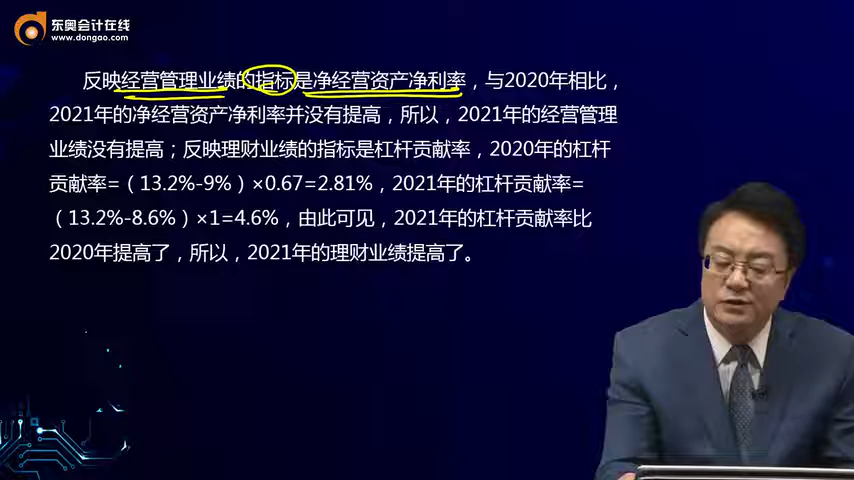 东奥会计在线
www.dongao.com
反映经营管理业绩的指标是净经营资产净利率，与2020年相比，
2021年的净经营资产净利率并没有提高，所以，2021年的经营管理
业绩没有提高；反映理财业绩的指标是杠杆贡献率，2020年的杠杆
贡献率=（13.2%-9%）×0.67=2.81%，2021年的杠杆贡献率=
（13.2%-8.6%）×1=4.6%，由此可见，2021年的杠杆贡献率比
2020年提高了，所以，2021年的理财业绩提高了。